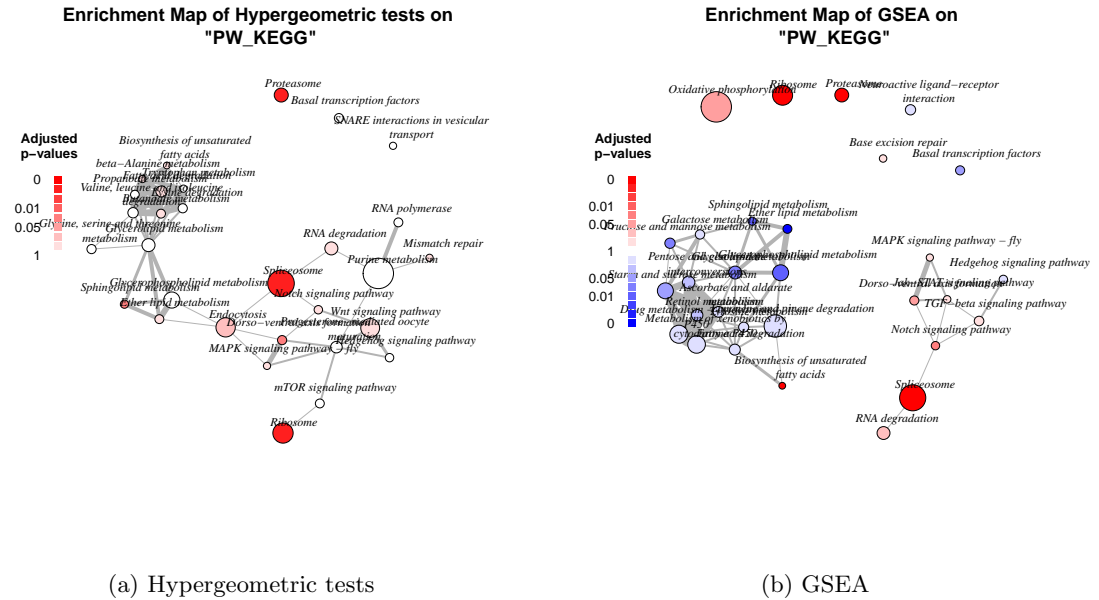 Enrichment Map of Hypergeometric tests on
"PW_KEGG"
Proteasome
Basal transcription factors
SNARE interactions in vesicular
transport
Adjusted
p−values
0
0.01
0.05
1
Biosynthesis of unsaturated
fatty acids
beta−Alanine metabolism
Tryptophan metabolism
Valine, leucine and isoleucine
degradation
Glycine, serine and threonine
metabolism
Glycerolipid metabolism
RNA polymerase
RNA degradation
Mismatch repair
Purine metabolism
Spliceosome
Glycerophospholipid metabolism
Sphingolipid metabolism
Ether lipid metabolism
Notch signaling pathway
Endocytosis
Wnt signaling pathway
Hedgehog signaling pathway
MAPK signaling pathway − fly
mTOR signaling pathway
Ribosome
(a) Hypergeometric tests
Enrichment Map of GSEA on
"PW_KEGG"
Oxidative phosphorylation
Ribosome
Proteasome
Neuroactive ligand−receptor
interaction
Adjusted
p−values
0
0.01
0.05
1
0.05
0.01
0
Base excision repair
Basal transcription factors
Sphingolipid metabolism
Ether lipid metabolism
Galactose metabolism
Fructose and mannose metabolism
Glycerophospholipid metabolism
Starch and sucrose metabolism
Ascorbate and aldarate
Retinol metabolism
Metabolism of xenobiotics by
cytochrome P450
Biosynthesis of unsaturated
fatty acids
MAPK signaling pathway − fly
Hedgehog signaling pathway
TGF−beta signaling pathway
Notch signaling pathway
Spliceosome
RNA degradation
(b) GSEA